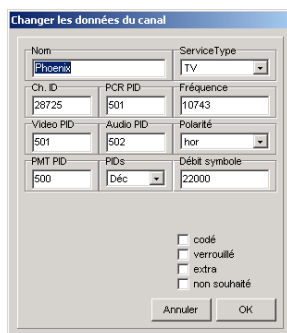 Changer les données du canal
Nom ServiceType
Phoenix TV
Ch. ID PCR PID Fréquence
28725 501 10743
Video PID Audio PID Polarité
501 502 hor
PMT PID PIDs Débit symbole
500 Déc 22000
codé
verrouillé
extra
non souhaité
Annuler OK